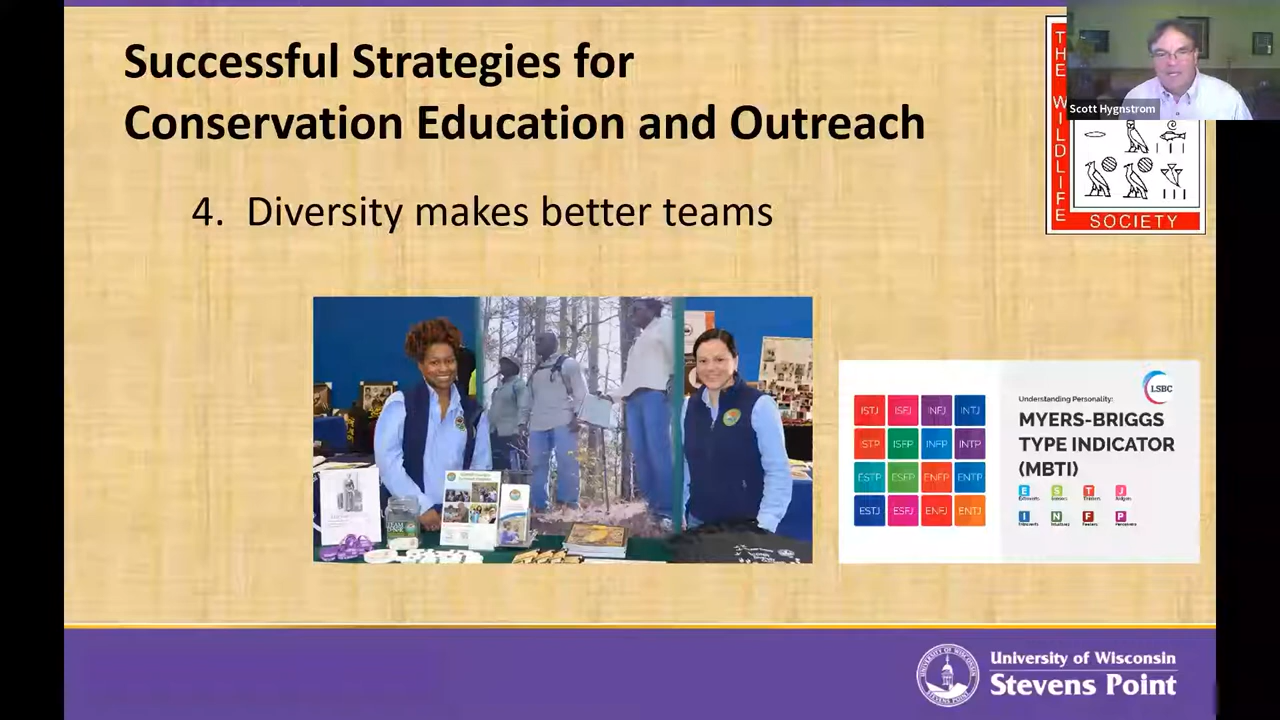 Successful Strategies for
Conservation Education and Outreach
4. Diversity makes better teams
THE WILDLIFE
SOCIETY
Scott Hygnstrom
LSBC
Understanding Personality:
MYERS-BRIGGS
TYPE INDICATOR
(MBTI)
ISTJ ISFJ INFJ INTJ
ISTP ISFP INFP INTP
ESTP ESFP ENFP ENTP
ESTJ ESFJ ENFJ ENTJ
E S T J
I N F P
University of Wisconsin
Stevens Point